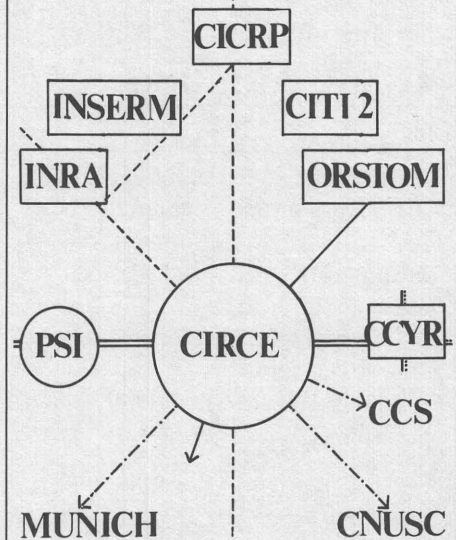 CICRP
INSERM
CITI 2
INRA
ORSTOM
PSI
CIRCE
CCYR
CCS
MUNICH
CNUSC